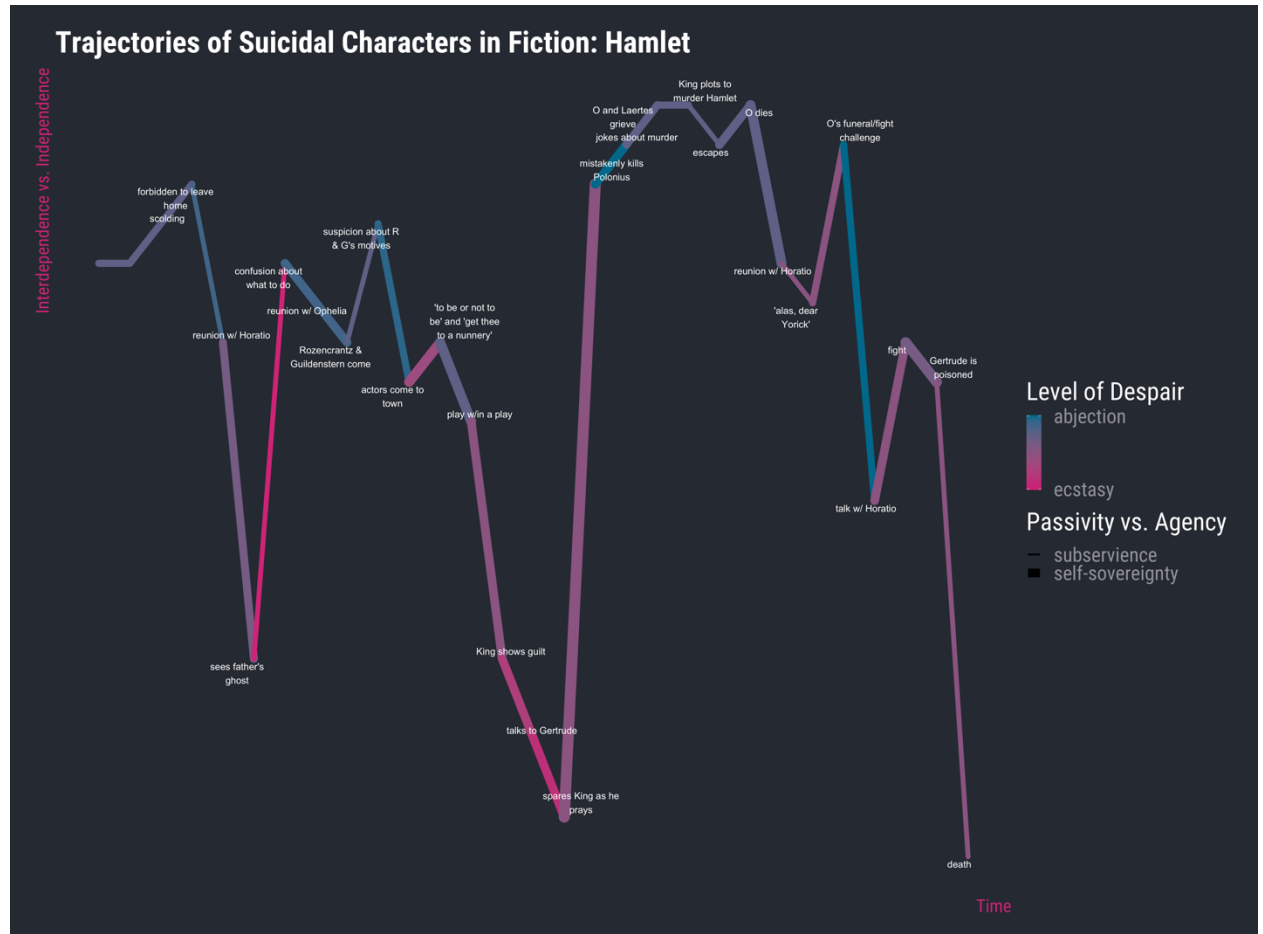 Trajectories of Suicidal Characters in Fiction: Hamlet
Interdependence vs. Independence
forbidden to leave
home
scolding
reunion w/ Horatio
sees father's
ghost
confusion about
what to do
reunion w/ Ophelia
Rozencrantz &
Guildenstern come
suspicion about R
& G's motives
actors come to
town
'to be or not to
be' and 'get thee
to a nunnery'
play w/in a play
King shows guilt
talks to Gertrude
spares King as he
prays
mistakenly kills
Polonius
jokes about murder
O and Laertes
grieve
King plots to
murder Hamlet
escapes
O dies
reunion w/ Horatio
'alas, dear
Yorick'
O's funeral/fight
challenge
talk w/ Horatio
fight
Gertrude is
poisoned
death
Time
Level of Despair
abjection
ecstasy
Passivity vs. Agency
subservience
self-sovereignty